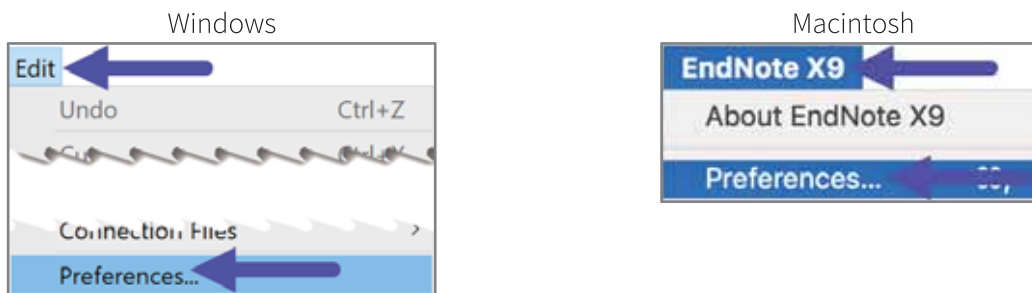 Windows
Edit
Undo Ctrl+Z
Connection Files >
Preferences...
Macintosh
EndNote X9
About EndNote X9
Preferences...